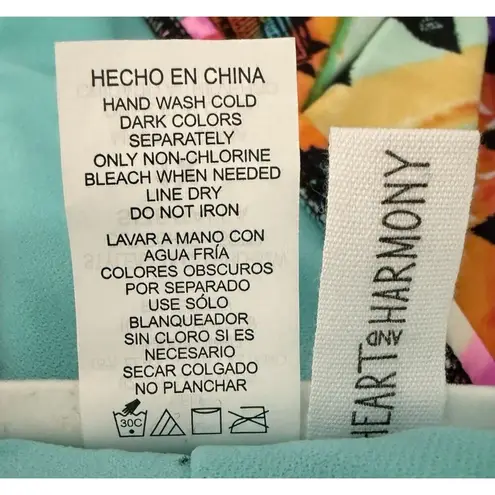 HECHO EN CHINA
HAND WASH COLD
DARK COLORS
SEPARATELY
ONLY NON-CHLORINE
BLEACH WHEN NEEDED
LINE DRY
DO NOT IRON
LAVAR A MANO CON
AGUA FRÍA
COLORES OBSCUROS
POR SEPARADO
USE SÓLO
BLANQUEADOR
SIN CLORO SI ES
NECESARIO
SECAR COLGADO
NO PLANCHAR
30C
HEART AND HARMONY